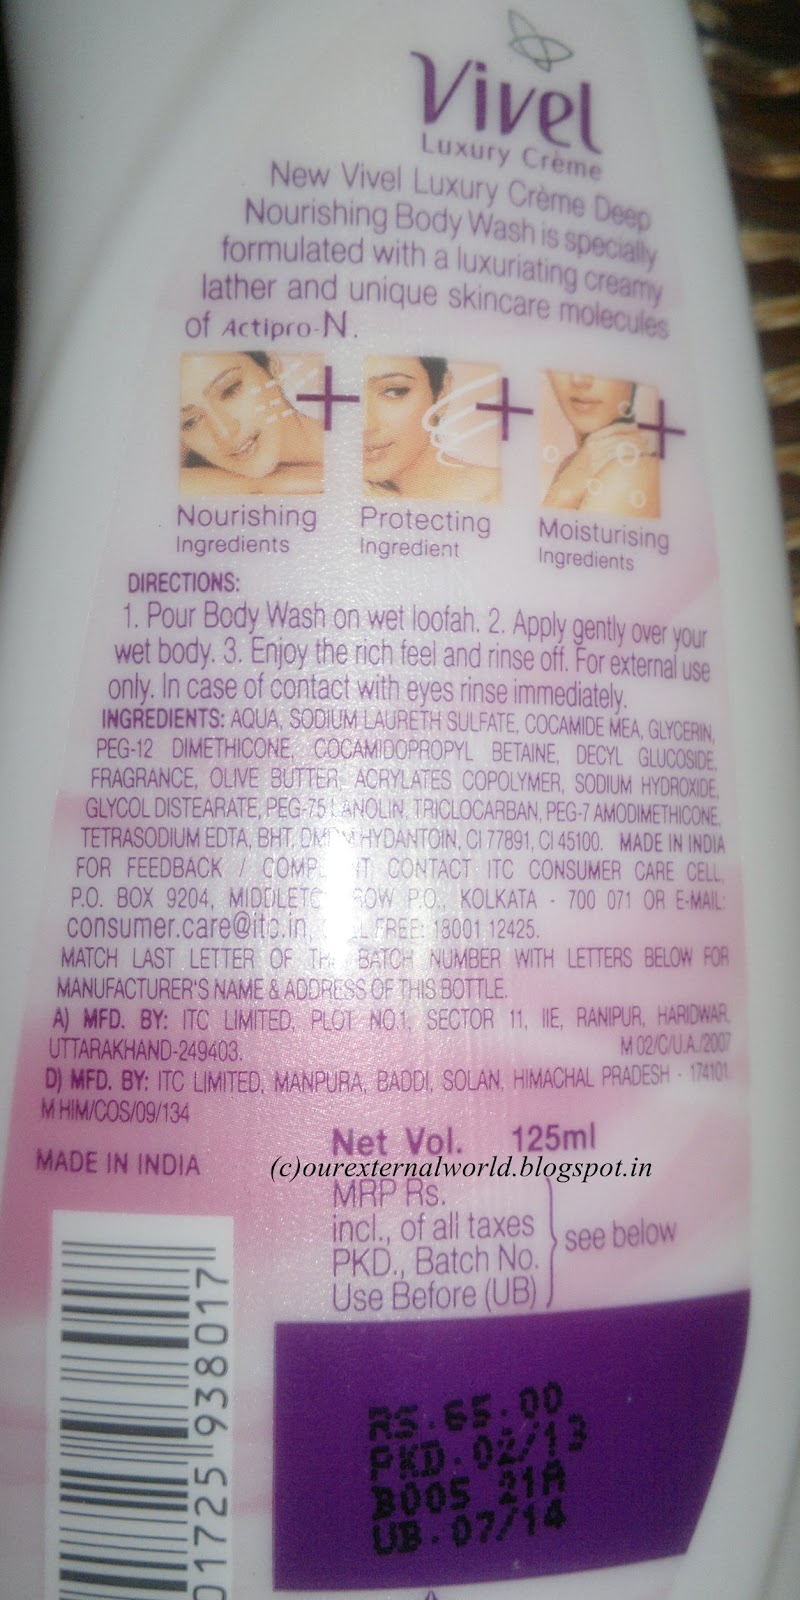 Vivel
Luxury Crème
New Vivel Luxury Crème Deep
Nourishing Body Wash is specially
formulated with a luxuriating creamy
lather and unique skincare molecules
of Actipro-N.
Nourishing
Ingredients
Protecting
Ingredient
Moisturising
Ingredients
DIRECTIONS:
1. Pour Body Wash on wet loofah. 2. Apply gently over your
wet body. 3. Enjoy the rich feel and rinse off. For external use
only. In case of contact with eyes rinse immediately.
INGREDIENTS: AQUA, SODIUM LAURETH SULFATE, COCAMIDE MEA, GLYCERIN,
PEG-12 DIMETHICONE, COCAMIDOPROPYL BETAINE, DECYL GLUCOSIDE,
FRAGRANCE, OLIVE BUTTER, ACRYLATES COPOLYMER, SODIUM HYDROXIDE,
GLYCOL DISTEARATE, PEG-75 LANOLIN, TRICLOCARBAN, PEG-7 AMODIMETHICONE,
TETRASODIUM EDTA, BHT, DMDM HYDANTOIN, CI 77891, CI 45100. MADE IN INDIA
FOR FEEDBACK / CONTACT ITC CONSUMER CARE CELL,
P.O. BOX 9204, P.O., KOLKATA - 700 071 OR E-MAIL:
consumer.care@itc.in, FREE: 18001 12425.
MATCH LAST LETTER OF THE BATCH NUMBER WITH LETTERS BELOW FOR
MANUFACTURER'S NAME & ADDRESS OF THIS BOTTLE.
A) MFD. BY: ITC LIMITED, PLOT NO.1, SECTOR 11, IIE, RANIPUR, HARIDWAR,
UTTARAKHAND-249403. M 02/C/U.A./2007
D) MFD. BY: ITC LIMITED, MANPURA, BADDI, SOLAN, HIMACHAL PRADESH - 174101.
M HIM/COS/09/134
Net Vol. 125ml
MADE IN INDIA
(c)ourexternalworld.blogspot.in
MRP Rs.
incl., of all taxes
PKD., Batch No.
Use Before (UB)
see below
RS.65.00
PKD.02/13
B005 21A
UB.07/14
01725 938017